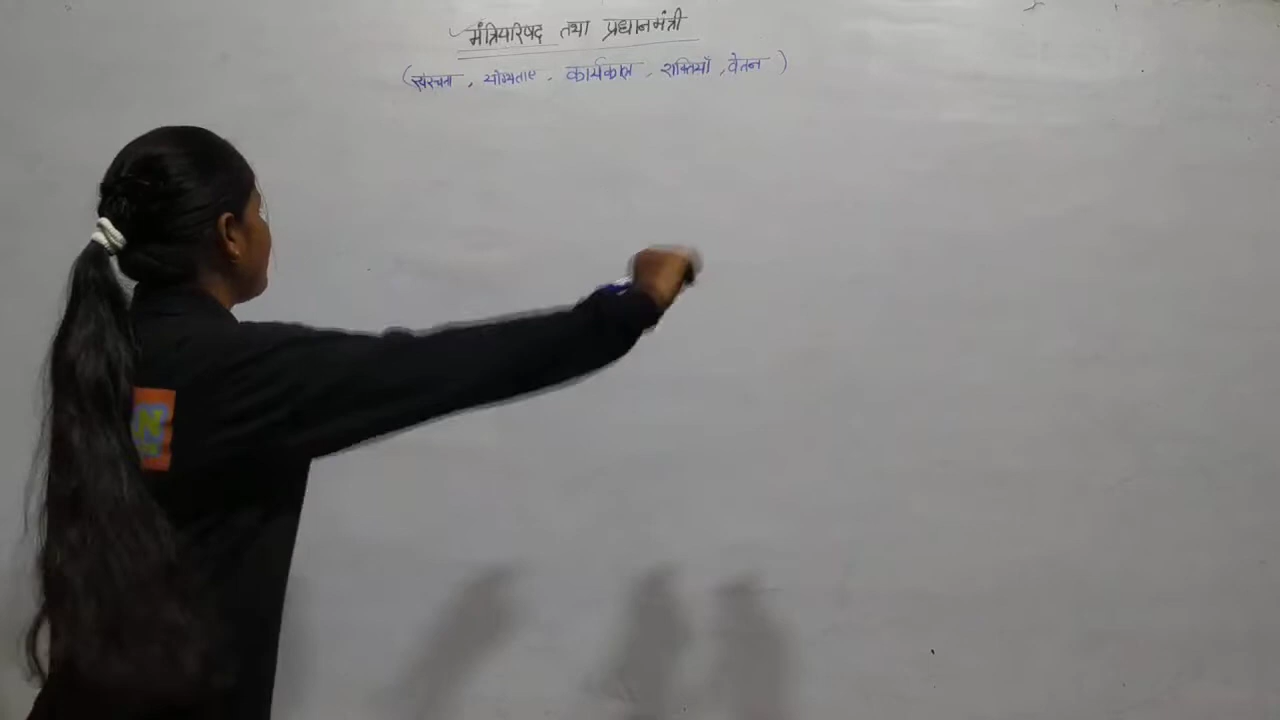 मंत्रिपरिषद तथा प्रधानमंत्री
(संरचना, योग्यताए, कार्यकाल, शक्तियाँ, वेतन)